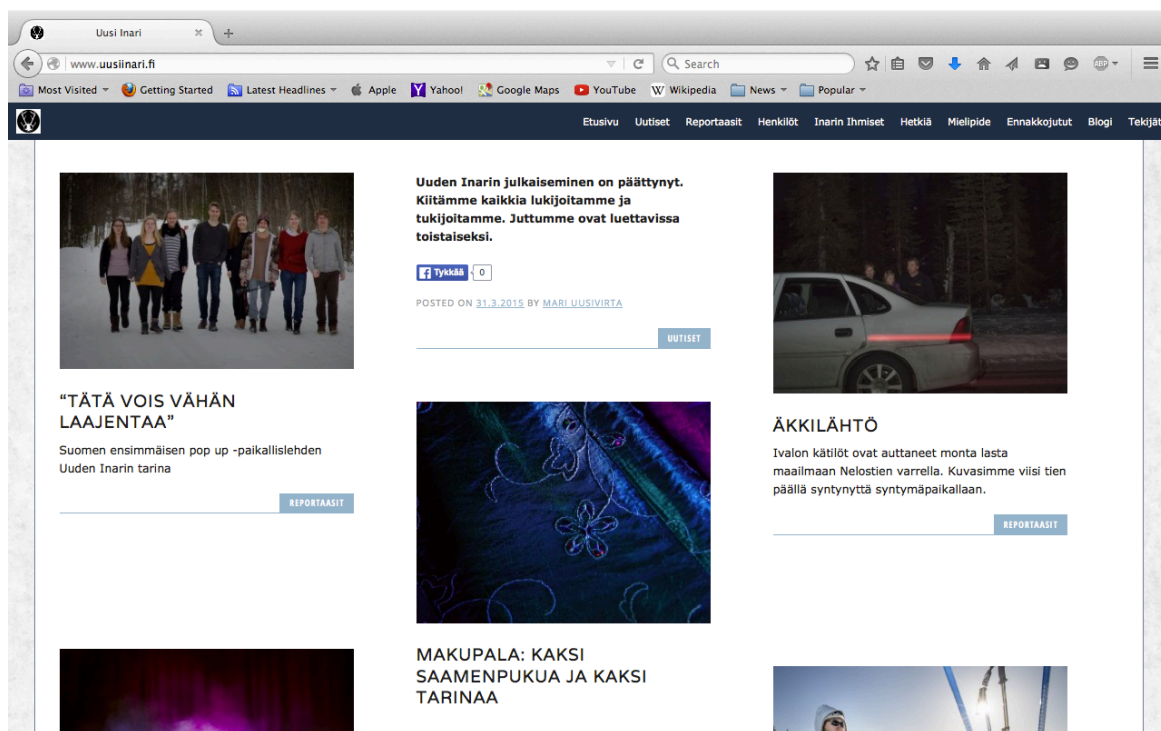 Uusi Inari
www.uusiinari.fi
Search
ABP
Most Visited
Getting Started
Latest Headlines
Apple
Yahoo!
Google Maps
YouTube
W Wikipedia
News
Popular
Etusivu Uutiset Reportaasit Henkilöt Inarin Ihmiset Hetkiä Mielipide Ennakkojutut Blogi Tekijät
“TÄTÄ VOIS VÄHÄN
LAAJENTAA”
Suomen ensimmäisen pop up -paikallislehden
Uuden Inarin tarina
REPORTAASIT
Uuden Inarin julkaiseminen on päättynyt.
Kiitämme kaikkia lukijoitamme ja
tukijoitamme. Juttumme ovat luettavissa
toistaiseksi.
Tykkää 0
POSTED ON 31.3.2015 BY MARI UUSIVIRTA
UUTISET
MAKUPALA: KAKSI
SAAMENPUKUA JA KAKSI
TARINAA
ÄKKILÄHTÖ
Ivalon kätilöt ovat auttaneet monta lasta
maailmaan Nelostien varrella. Kuvasimme viisi tien
päällä syntynyttä syntymäpaikallaan.
REPORTAASIT